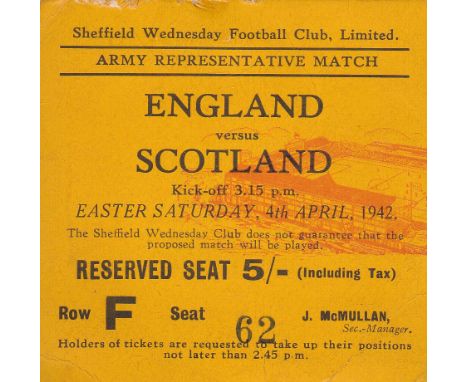 Sheffield Wednesday Football Club, Limited.
ARMY REPRESENTATIVE MATCH
ENGLAND
versus
SCOTLAND
Kick-off 3.15 p.m.
EASTER SATURDAY, 4th APRIL, 1942.
The Sheffield Wednesday Club does not guarantee that the
proposed match will be played.
RESERVED SEAT 5/- (Including Tax)
Row F Seat 62 J. McMULLAN,
Sec.-Manager.
Holders of tickets are requested to take up their positions
not later than 2.45 p.m.